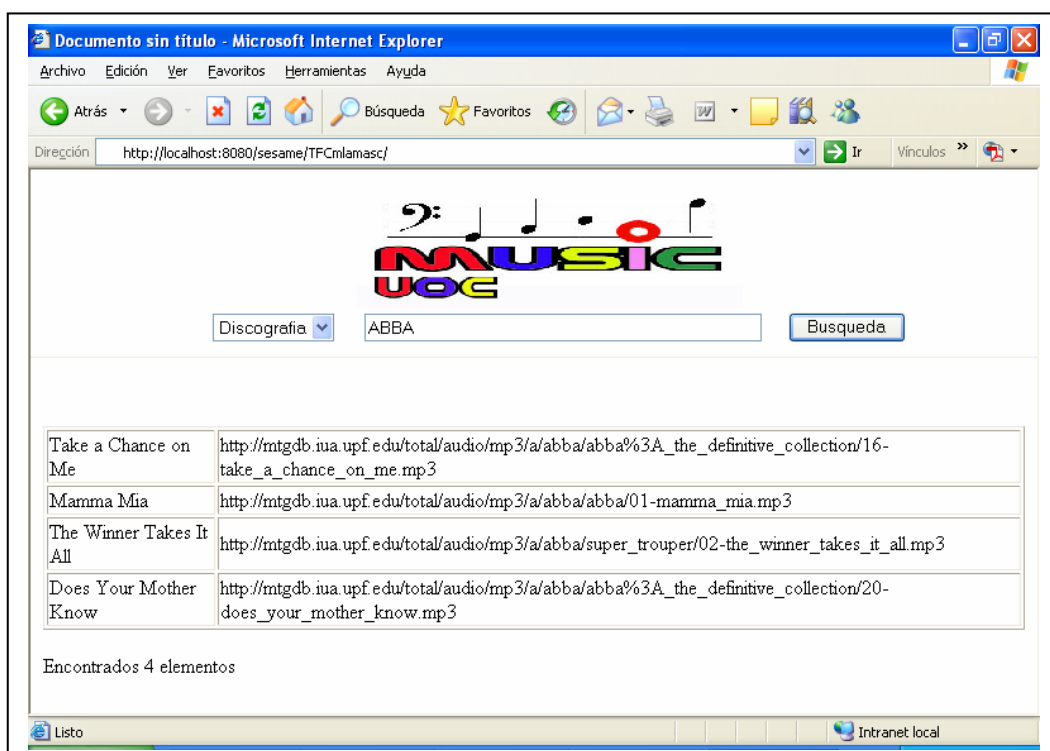 Documento sin título - Microsoft Internet Explorer
Archivo Edición Ver Favoritos Herramientas Ayuda
Atrás Búsqueda Favoritos
Dirección http://localhost:8080/sesame/TFCmlamasc/ Ir Vínculos »
MUSIC
UOC
Discografia ABBA Busqueda
Take a Chance on
Me
http://mtgdb.iua.upf.edu/total/audio/mp3/a/abba/abba%3A_the_definitive_collection/16-
take_a_chance_on_me.mp3
Mamma Mia http://mtgdb.iua.upf.edu/total/audio/mp3/a/abba/abba/01-mamma_mia.mp3
The Winner Takes It
All
http://mtgdb.iua.upf.edu/total/audio/mp3/a/abba/super_trouper/02-the_winner_takes_it_all.mp3
Does Your Mother
Know
http://mtgdb.iua.upf.edu/total/audio/mp3/a/abba/abba%3A_the_definitive_collection/20-
does_your_mother_know.mp3
Encontrados 4 elementos
Listo Intranet local